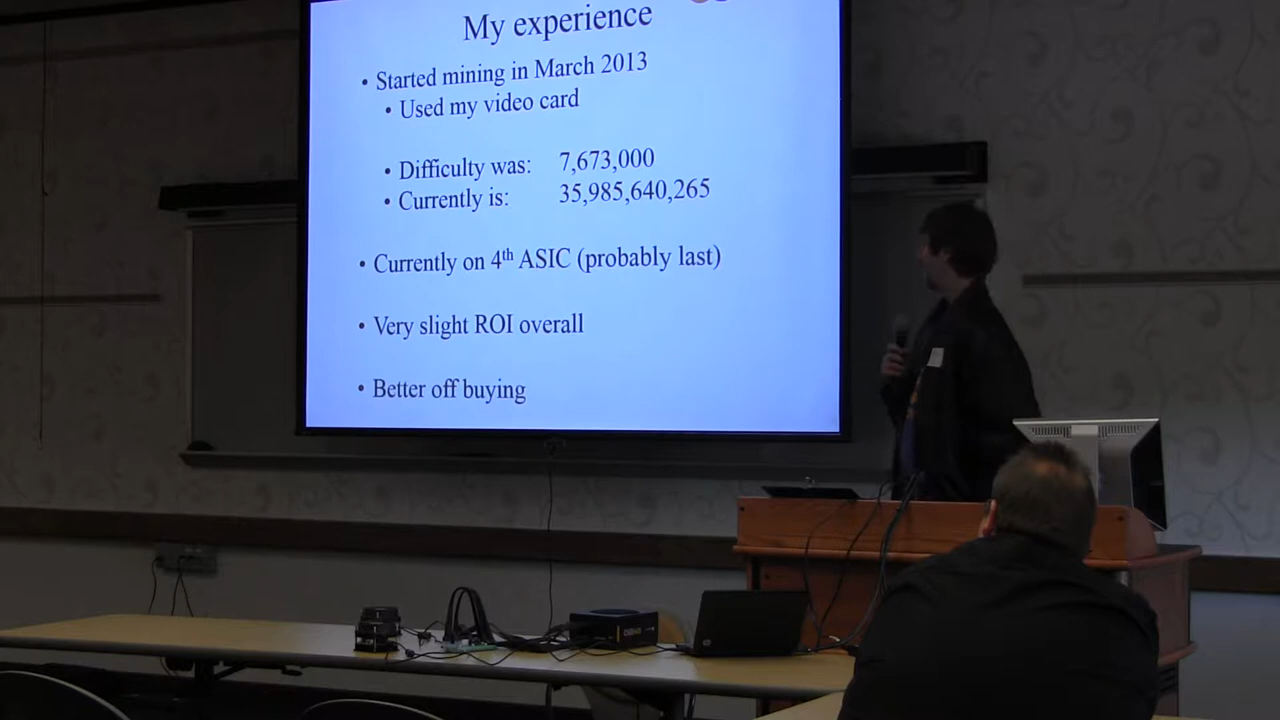 My experience
• Started mining in March 2013
• Used my video card
• Difficulty was: 7,673,000
• Currently is: 35,985,640,265
• Currently on 4th ASIC (probably last)
• Very slight ROI overall
• Better off buying